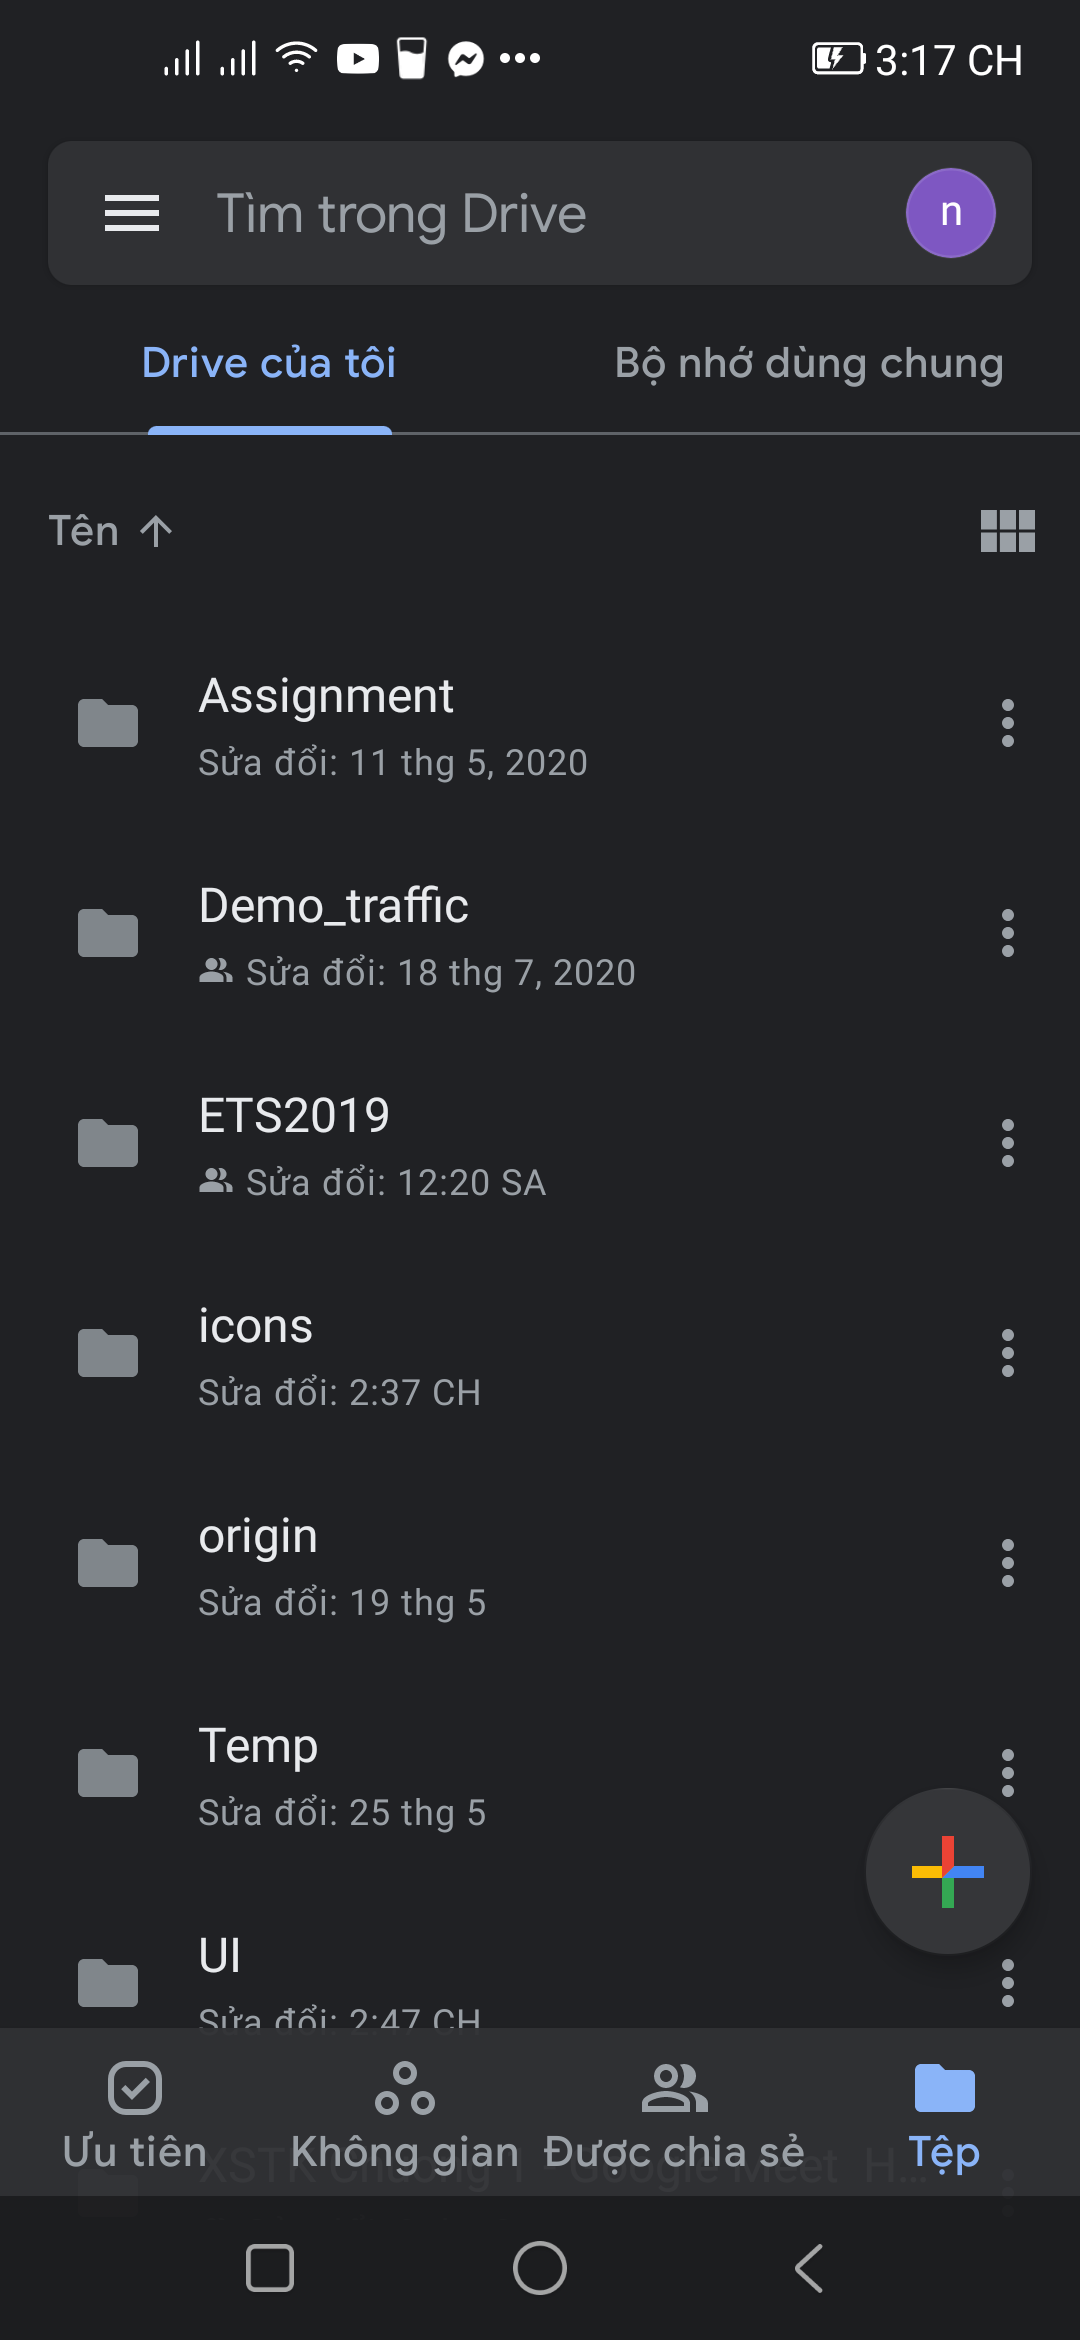 3:17 CH
Tìm trong Drive
n
Drive của tôi
Bộ nhớ dùng chung
Tên
Assignment
Sửa đổi: 11 thg 5, 2020
Demo_traffic
Sửa đổi: 18 thg 7, 2020
ETS2019
Sửa đổi: 12:20 SA
icons
Sửa đổi: 2:37 CH
origin
Sửa đổi: 19 thg 5
Temp
Sửa đổi: 25 thg 5
UI
Sửa đổi: 2:47 CH
Ưu tiên
Không gian
Được chia sẻ
Tệp